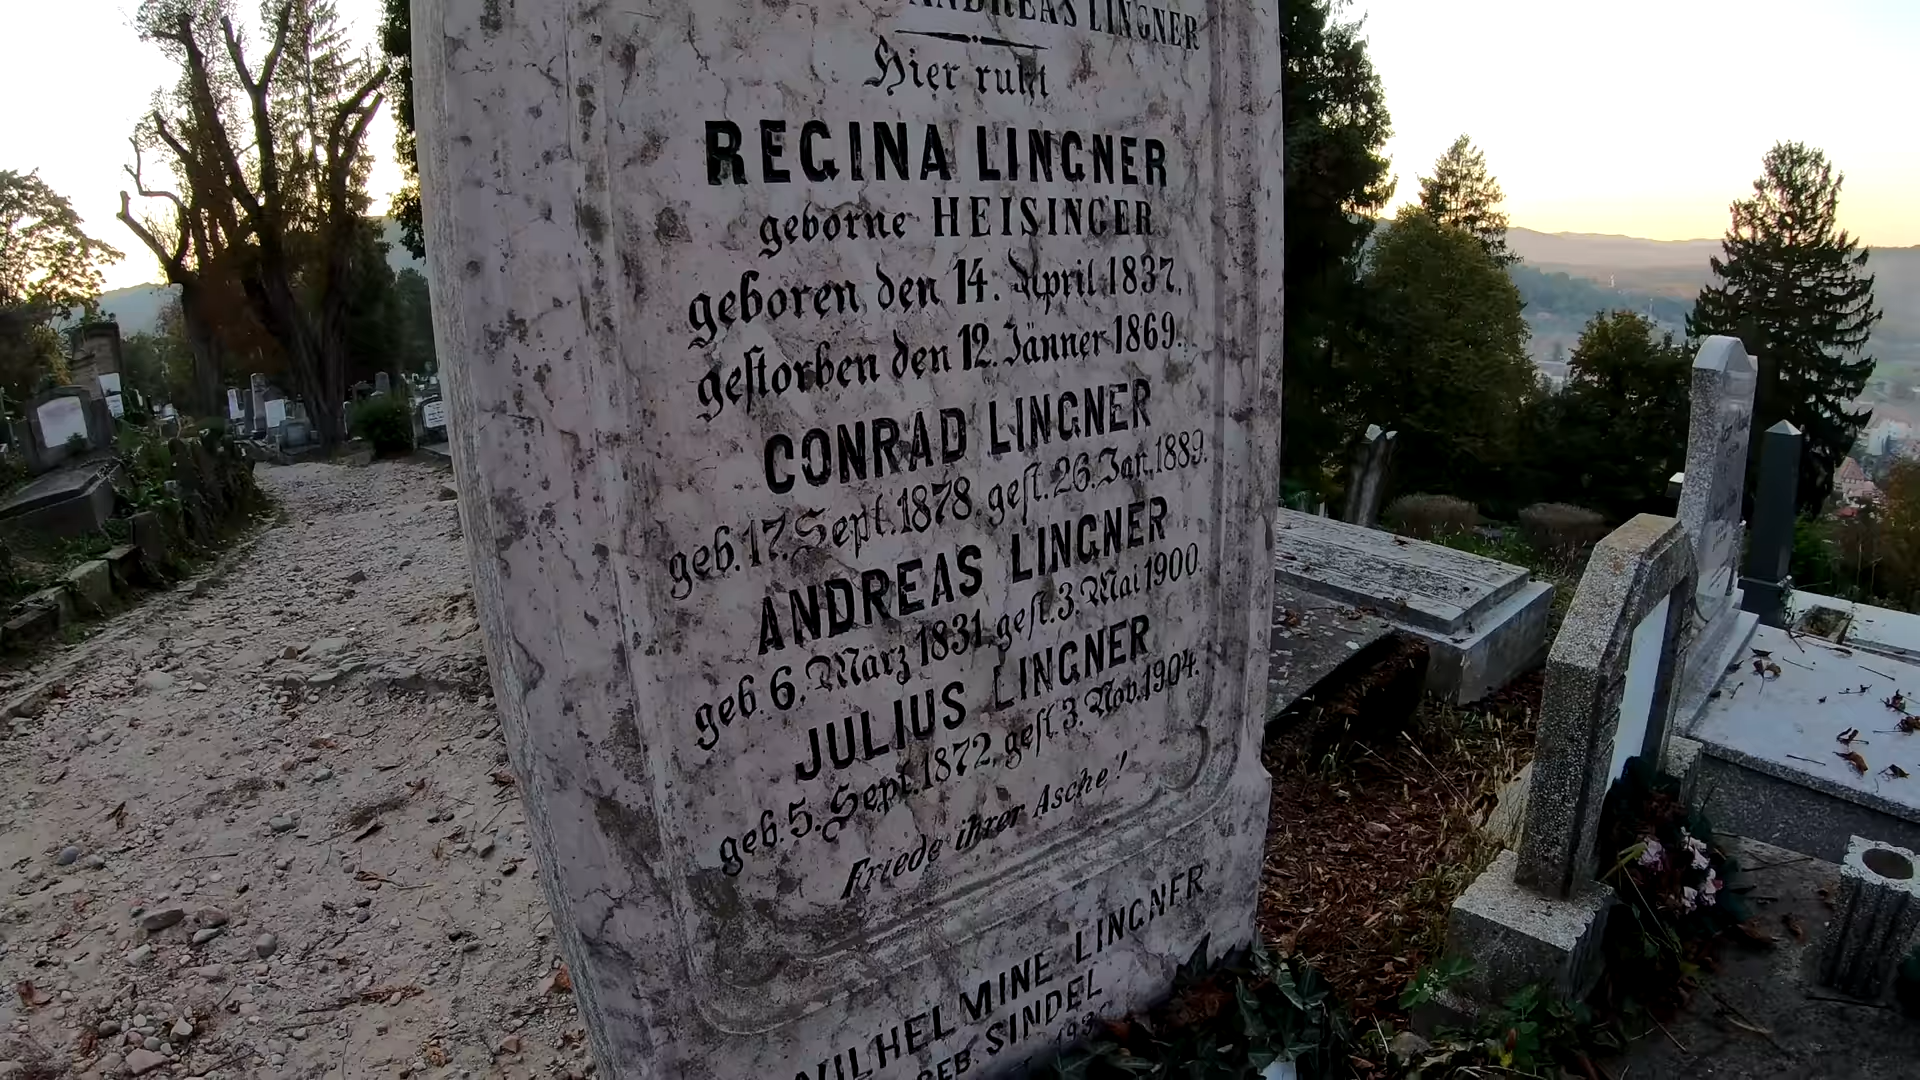 ANDREAS LINGNER
Hier ruht
REGINA LINGNER
geborne HEISINGER
geboren den 14. April 1837.
gestorben den 12. Jänner 1869.
CONRAD LINGNER
geb. 17. Sept. 1878. gest. 26. Jan. 1889.
ANDREAS LINGNER
geb. 6. März 1831 gest. 3. Mai 1900.
JULIUS LINGNER
geb. 5. Sept. 1872. gest. 3. Nov. 1904.
Friede ihrer Asche!
WILHELMINE LINGNER
GEB. SINDEL